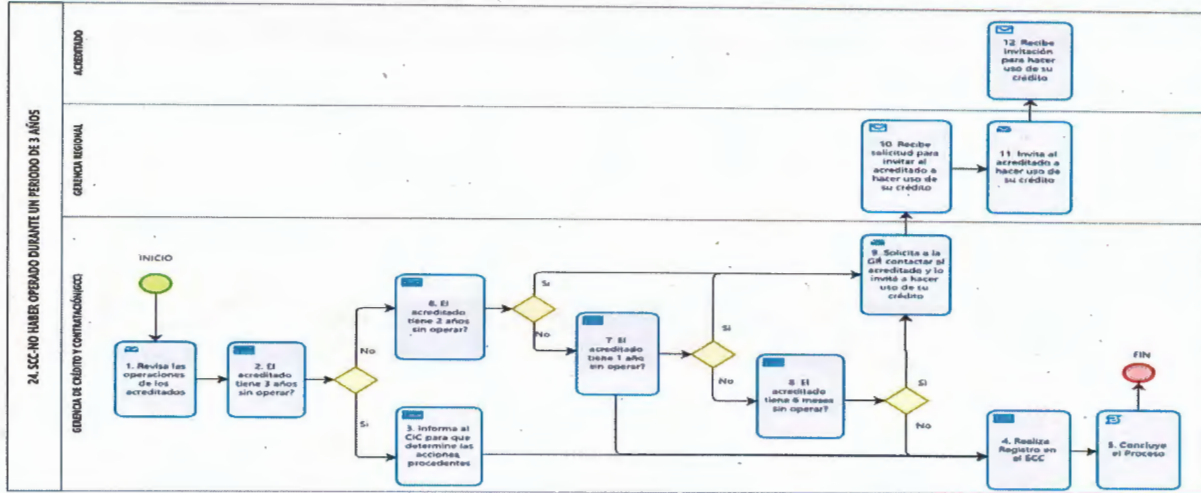 24. SCC-NO HABER OPERADO DURANTE UN PERIODO DE 3 AÑOS
ACREDITADO
12. Recibe
invitación
para hacer
uso de su
crédito
GERENCIA REGIONAL
10. Recibe
solicitud para
invitar al
acreditado a
hacer uso de
su crédito
11. Invita al
acreditado a
hacer uso de
su crédito
GERENCIA DE CRÉDITO Y CONTRATACIÓN(GCC)
INICIO
1. Revisa las
operaciones
de los
acreditados
2. El
acreditado
tiene 3 años
sin operar?
No
Si
6. El
acreditado
tiene 2 años
sin operar?
3. Informa al
CIC para que
determine las
acciones
procedentes
Si
No
7. El
acreditado
tiene 1 año
sin operar?
Si
No
8. El
acreditado
tiene 6 meses
sin operar?
9. Solicita a
la GR contactar al
acreditado y lo
invitá a hacer
uso de su
crédito
Si
No
4. Realiza
Registro en
el
5. Concluye
el Proceso
FIN